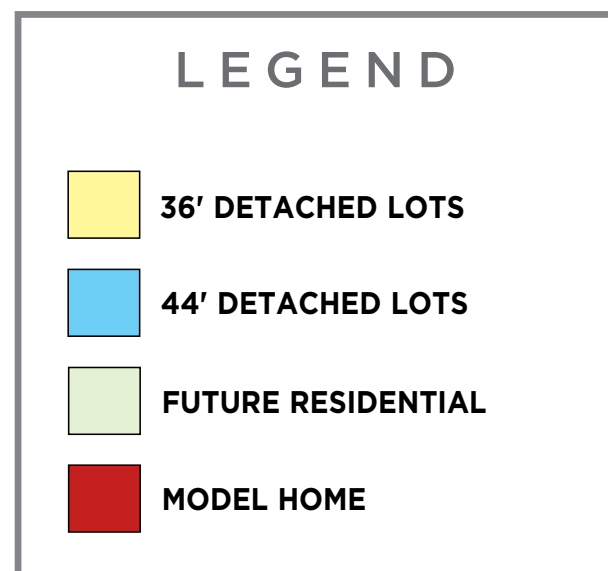 LEGEND
36' DETACHED LOTS
44' DETACHED LOTS
FUTURE RESIDENTIAL
MODEL HOME